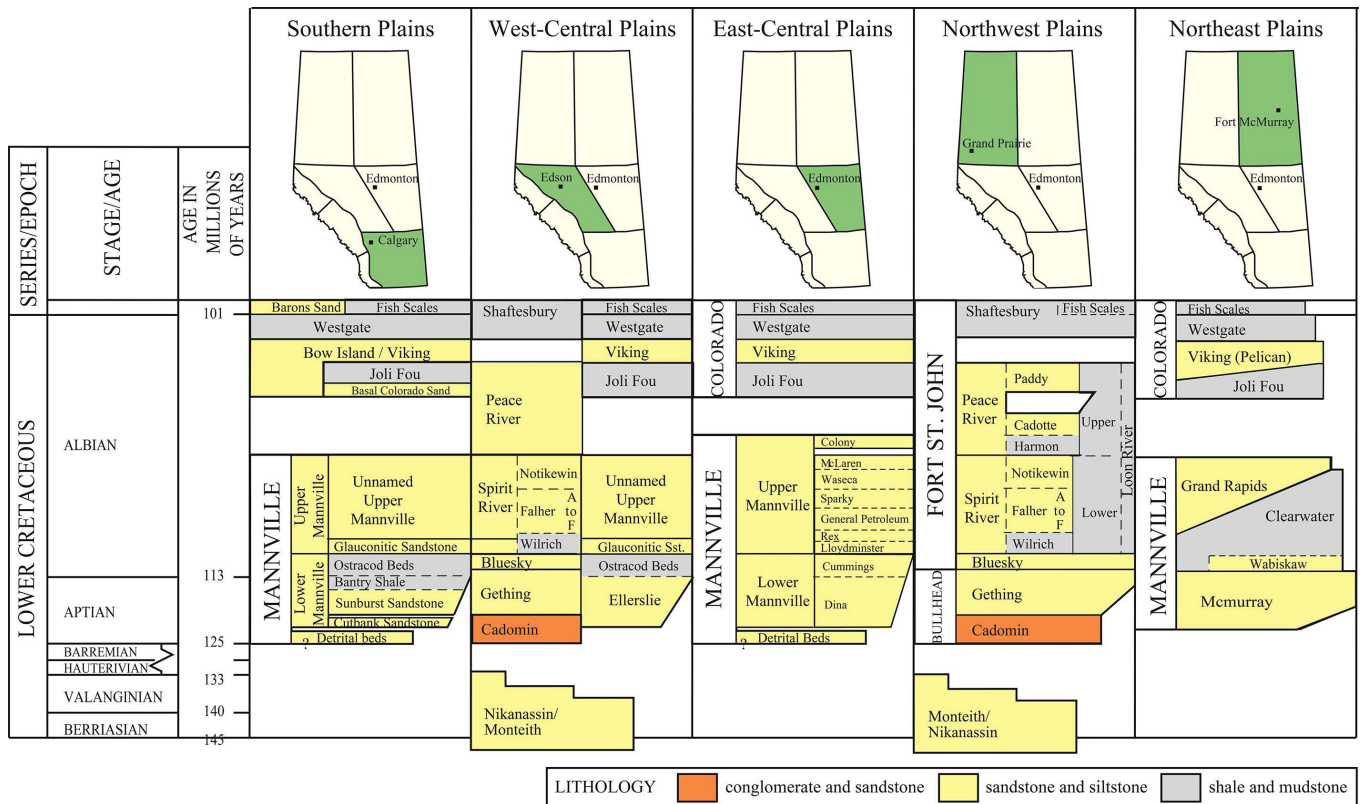 Southern Plains
West-Central Plains
East-Central Plains
Northwest Plains
Northeast Plains
Edmonton
Calgary
Edson
Edmonton
Edmonton
Grand Prairie
Edmonton
Fort McMurray
Edmonton
SERIES/EPOCH
STAGE/AGE
AGE IN
MILLIONS
OF YEARS
LOWER CRETACEOUS
ALBIAN
APTIAN
BARREMIAN
HAUTERIVIAN
VALANGINIAN
BERRIASIAN
101
113
125
133
140
145
Barons Sand
Fish Scales
Westgate
Bow Island / Viking
Joli Fou
Basal Colorado Sand
MANNVILLE
Upper
Mannville
Unnamed
Upper
Mannville
Glauconitic Sandstone
Lower
Mannville
Ostracod Beds
Bantry Shale
Sunburst Sandstone
Cutbank Sandstone
Detrital beds
?
Shaftesbury
Peace
River
Spirit
River
Notikewin
Falher
A
to
F
Wilrich
Bluesky
Gething
Cadomin
Nikanassin/
Monteith
Fish Scales
Westgate
Viking
Joli Fou
Unnamed
Upper
Mannville
Glauconitic Sst.
Ostracod Beds
Ellerslie
COLORADO
Fish Scales
Westgate
Viking
Joli Fou
MANNVILLE
Upper
Mannville
Colony
McLaren
Waseca
Sparky
General Petroleum
Rex
Lloydminster
Lower
Mannville
Cummings
Dina
Detrital Beds
?
FORT ST. JOHN
Shaftesbury
Fish Scales
Peace
River
Paddy
Cadotte
Harmon
Upper
Loon River
Spirit
River
Notikewin
Falher
A
to
F
Wilrich
Lower
Bluesky
BULLHEAD
Gething
Cadomin
Monteith/
Nikanassin
COLORADO
Fish Scales
Westgate
Viking (Pelican)
Joli Fou
MANNVILLE
Grand Rapids
Clearwater
Wabiskaw
Mcmurray
LITHOLOGY
conglomerate and sandstone
sandstone and siltstone
shale and mudstone